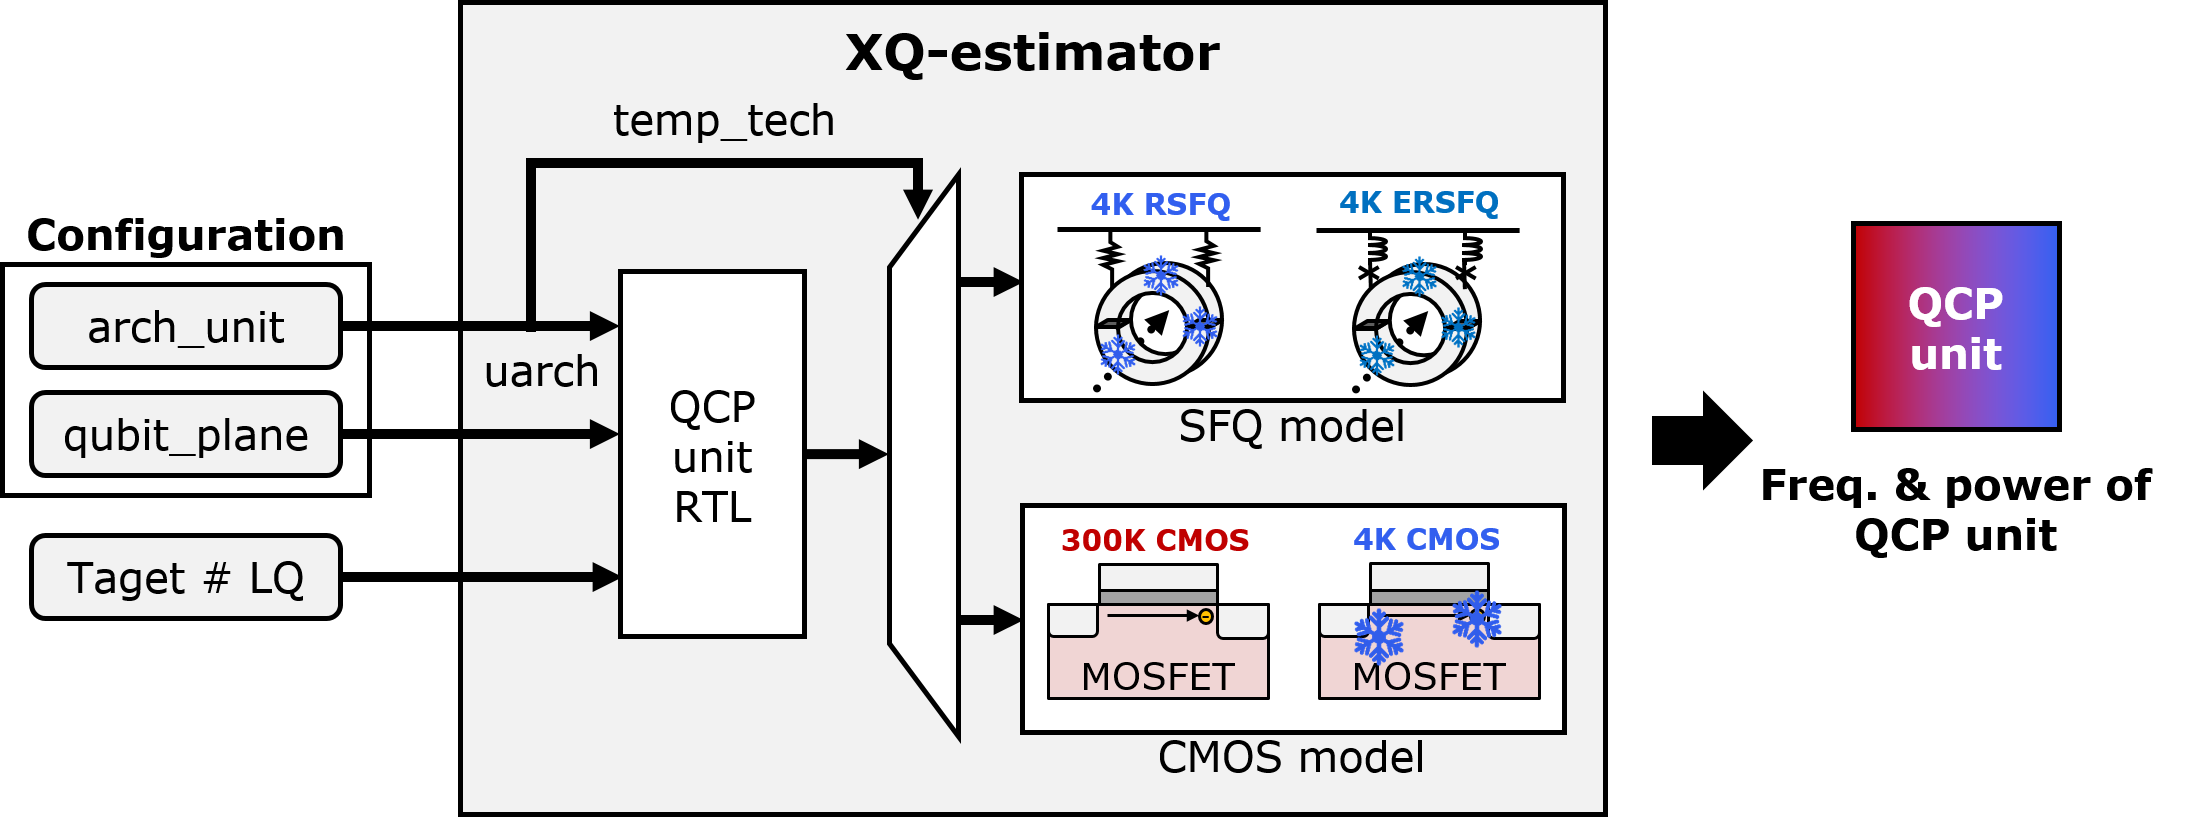 XQ-estimator
temp_tech
Configuration
arch_unit
uarch
qubit_plane
Taget # LQ
QCP
unit
RTL
4K RSFQ
4K ERSFQ
SFQ model
300K CMOS
4K CMOS
MOSFET
MOSFET
CMOS model
QCP
unit
Freq. & power of
QCP unit